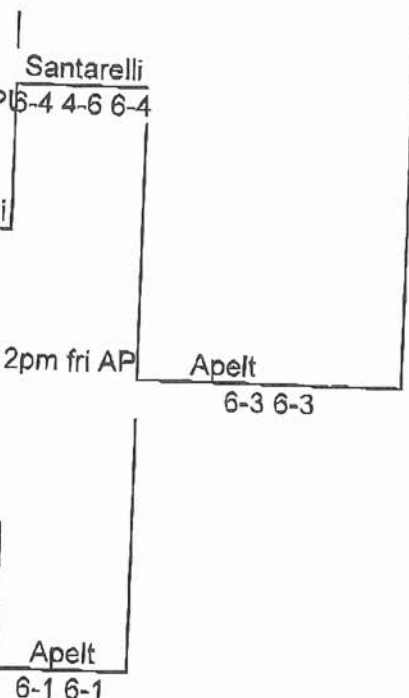 Santarelli
6-4 4-6 6-4
i
2pm fri AP
Apelt
6-3 6-3
Apelt
6-1 6-1